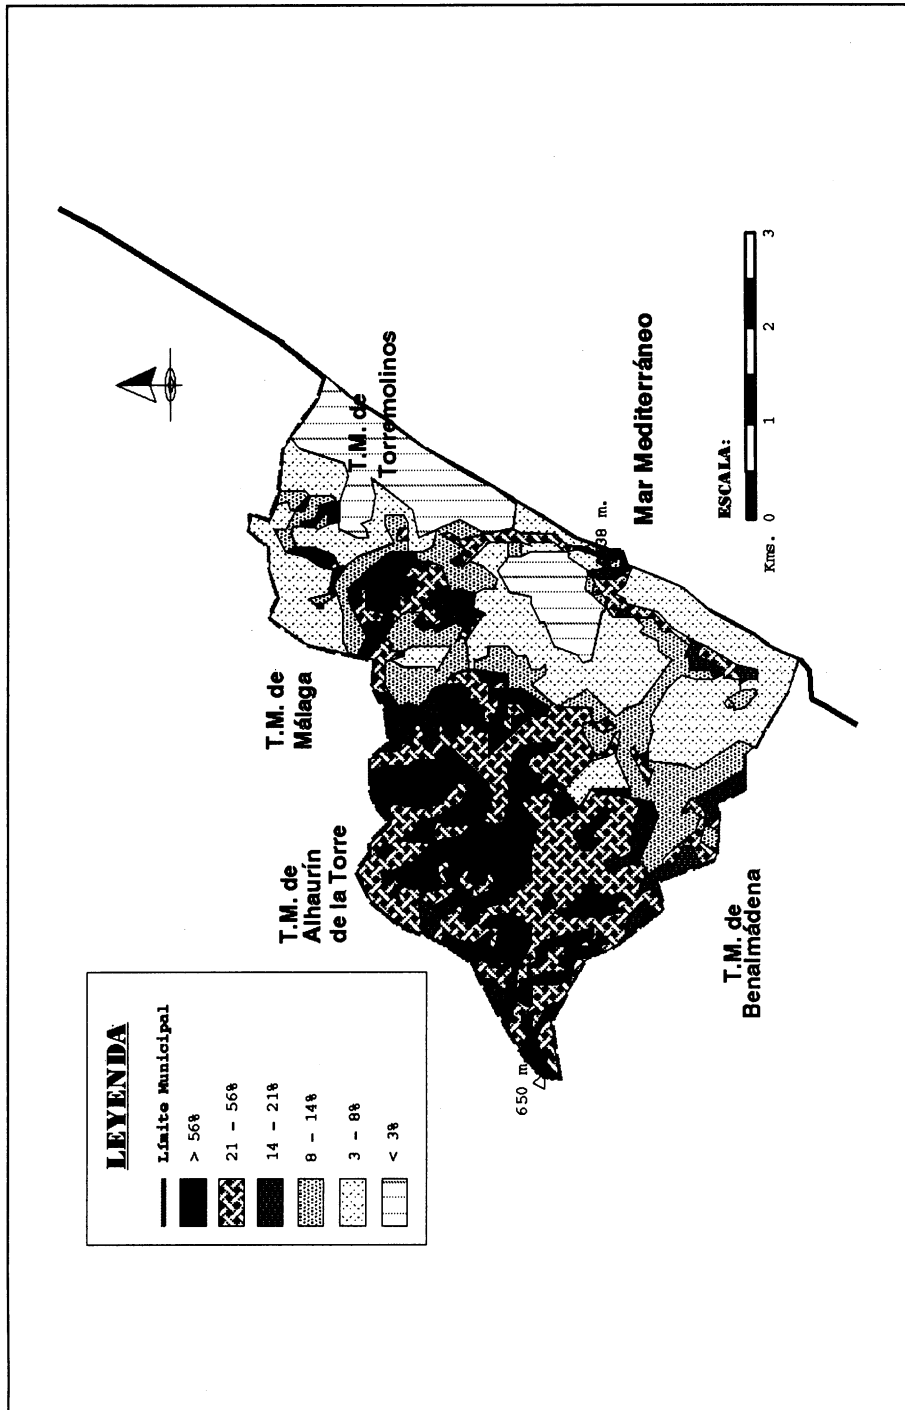 LEYENDA
Límite Municipal
> 56%
21 - 56%
14 - 21%
8 - 14%
3 - 8%
< 3%
T.M. de
Alhaurín
de la Torre
T.M. de
Málaga
T.M. de
Torremolinos
650 m.
38 m.
Mar Mediterráneo
T.M. de
Benalmádena
ESCALA:
Kms. 0 1 2 3